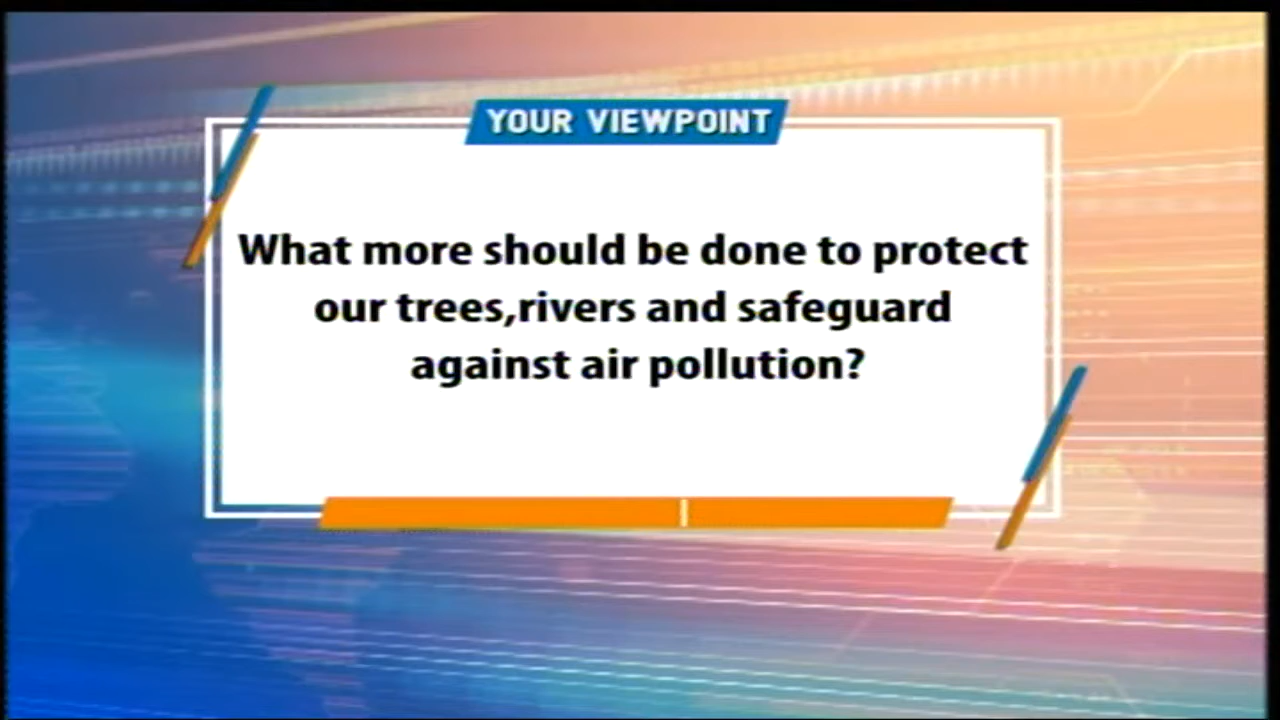 YOUR VIEWPOINT
What more should be done to protect
our trees,rivers and safeguard
against air pollution?